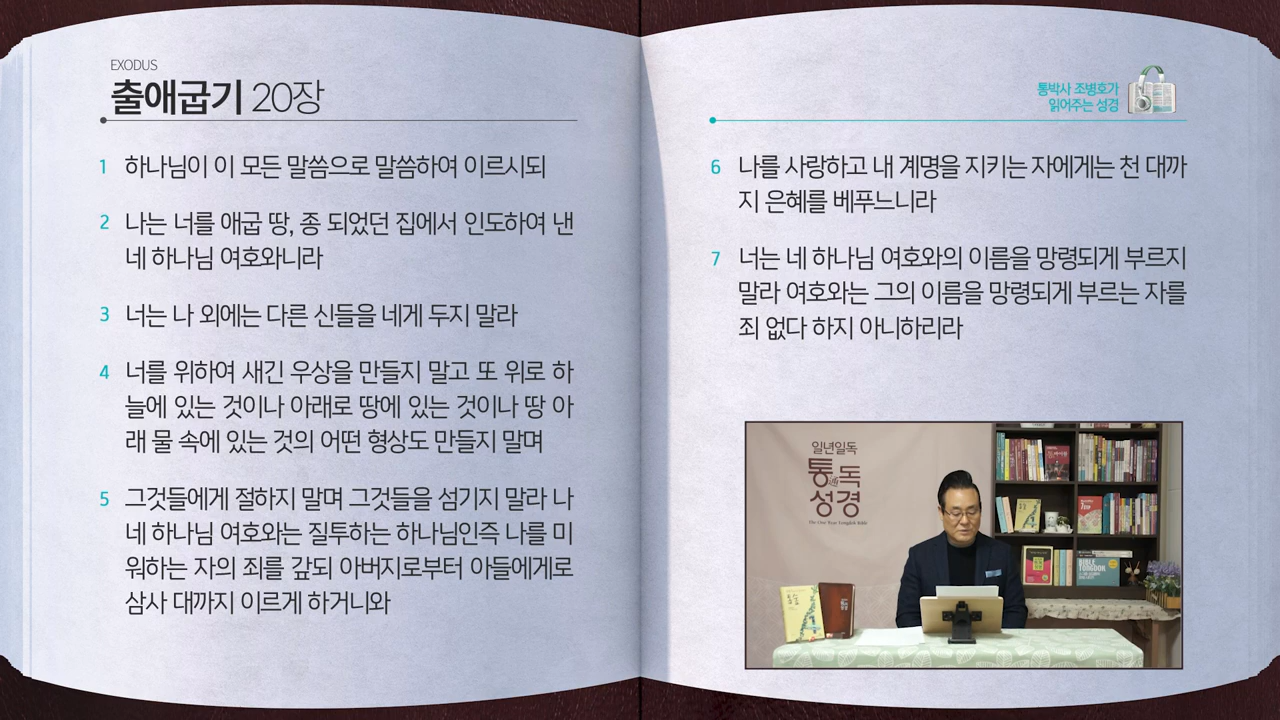 EXODUS
출애굽기 20장
1 하나님이 이 모든 말씀으로 말씀하여 이르시되
2 나는 너를 애굽 땅, 종 되었던 집에서 인도하여 낸
네 하나님 여호와니라
3 너는 나 외에는 다른 신들을 네게 두지 말라
4 너를 위하여 새긴 우상을 만들지 말고 또 위로 하
늘에 있는 것이나 아래로 땅에 있는 것이나 땅 아
래 물 속에 있는 것의 어떤 형상도 만들지 말며
5 그것들에게 절하지 말며 그것들을 섬기지 말라 나
네 하나님 여호와는 질투하는 하나님인즉 나를 미
워하는 자의 죄를 갚되 아버지로부터 아들에게로
삼사 대까지 이르게 하거니와
통박사 조병호가
읽어주는 성경
6 나를 사랑하고 내 계명을 지키는 자에게는 천 대까
지 은혜를 베푸느니라
7 너는 네 하나님 여호와의 이름을 망령되게 부르지
말라 여호와는 그의 이름을 망령되게 부르는 자를
죄 없다 하지 아니하리라
일년일독
통通독
성경
The One Year Tongdok Bible
BIBLE
TONGDOK
통독
성경